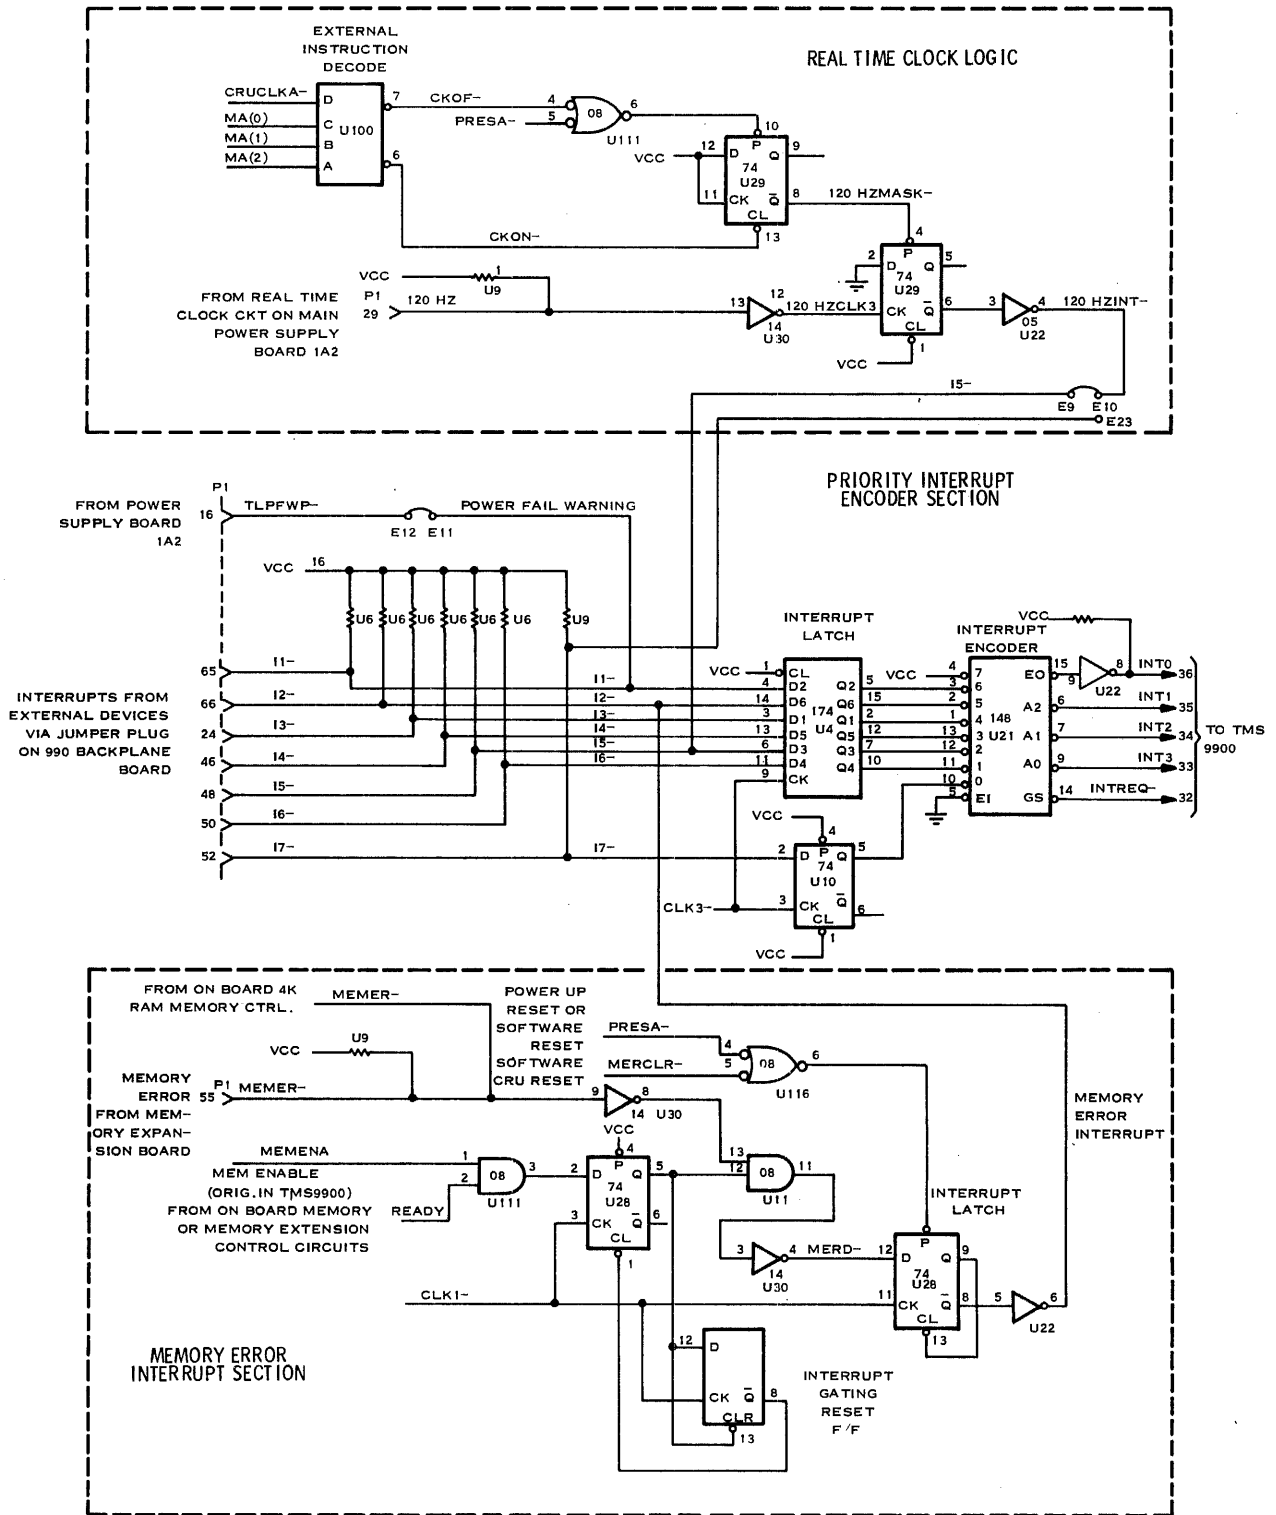 REAL TIME CLOCK LOGIC
EXTERNAL
INSTRUCTION
DECODE
CRUCLKA-
MA(0)
MA(1)
MA(2)
D
C
B
A
U100
7
6
CKOF-
PRESA-
4
5
08
6
U111
VCC
12
11
10
P
D
Q
9
74
U29
CK
Q
8
CL
13
120 HZMASK-
CKON-
VCC
1
U9
FROM REAL TIME
CLOCK CKT ON MAIN
POWER SUPPLY
BOARD 1A2
P1
29
120 HZ
13
12
14
U30
120 HZCLK3
4
2
P
D
Q
5
74
U29
CK
Q
6
CL
1
VCC
3
4
05
U22
120 HZINT-
I5-
E9
E10
E23
PRIORITY INTERRUPT
ENCODER SECTION
P1
FROM POWER
SUPPLY BOARD
1A2
16
TLPFWP-
E12 E11
POWER FAIL WARNING
VCC
16
U6
U6
U6
U6
U6
U6
U9
INTERRUPTS FROM
EXTERNAL DEVICES
VIA JUMPER PLUG
ON 990 BACKPLANE
BOARD
65
66
24
46
48
50
52
I1-
I2-
I3-
I4-
I5-
I6-
I7-
I1-
I2-
I3-
I4-
I5-
I6-
I7-
INTERRUPT
LATCH
VCC
1
4
14
3
13
6
11
9
CL
D2
D6
D1
D5
D3
D4
CK
174
U4
Q2
Q6
Q1
Q5
Q3
Q4
5
15
2
12
7
10
INTERRUPT
ENCODER
VCC
VCC
4
3
2
1
13
12
11
10
5
7
6
5
4
3
2
1
0
EI
148
U21
EO
A2
A1
A0
GS
15
9
8
U22
6
7
9
14
INT0
INT1
INT2
INT3
INTREQ-
36
35
34
33
32
TO TMS
9900
VCC
4
2
D
P
Q
5
74
U10
CLK3-
3
CK
Q
6
CL
1
VCC
FROM ON BOARD 4K
RAM MEMORY CTRL.
MEMER-
VCC
U9
MEMORY
ERROR
FROM MEM-
ORY EXPAN-
SION BOARD
P1
55
MEMER-
POWER UP
RESET OR
SOFTWARE
RESET
SOFTWARE
CRU RESET
PRESA-
MERCLR-
4
5
08
6
U116
9
8
14
U30
MEMORY
ERROR
INTERRUPT
MEMENA
MEM ENABLE
(ORIG.IN TMS9900)
FROM ON BOARD MEMORY
OR MEMORY EXTENSION
CONTROL CIRCUITS
READY
1
2
08
3
U111
VCC
4
2
D
P
Q
5
74
U28
3
CK
Q
6
CL
1
13
12
08
11
U11
3
4
14
U30
MERD-
INTERRUPT
LATCH
12
D
P
Q
9
74
U28
11
CK
Q
8
CL
13
5
6
U22
CLK1-
12
D
CK
Q
8
CLR
13
INTERRUPT
GATING
RESET
F/F
MEMORY ERROR
INTERRUPT SECTION